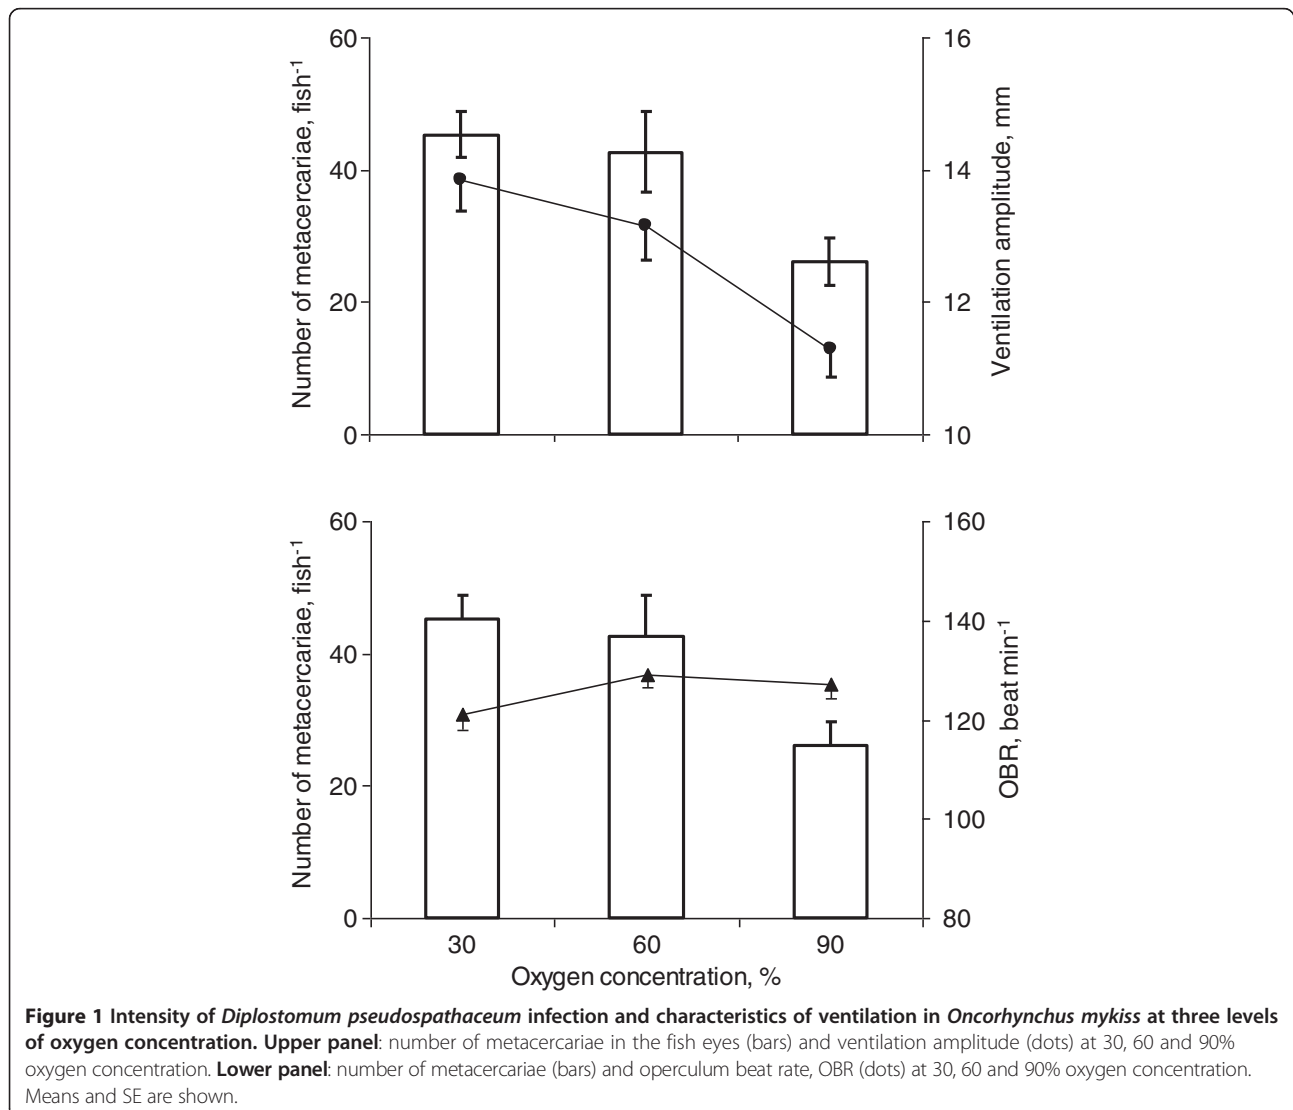 60
40
20
0
Number of metacercariae, fish-1
16
14
12
10
Ventilation amplitude, mm
60
40
20
0
Number of metacercariae, fish-1
160
140
120
100
80
OBR, beat min-1
30 60 90
Oxygen concentration, %
Figure 1 Intensity of Diplostomum pseudospathaceum infection and characteristics of ventilation in Oncorhynchus mykiss at three levels
of oxygen concentration. Upper panel: number of metacercariae in the fish eyes (bars) and ventilation amplitude (dots) at 30, 60 and 90%
oxygen concentration. Lower panel: number of metacercariae (bars) and operculum beat rate, OBR (dots) at 30, 60 and 90% oxygen concentration.
Means and SE are shown.